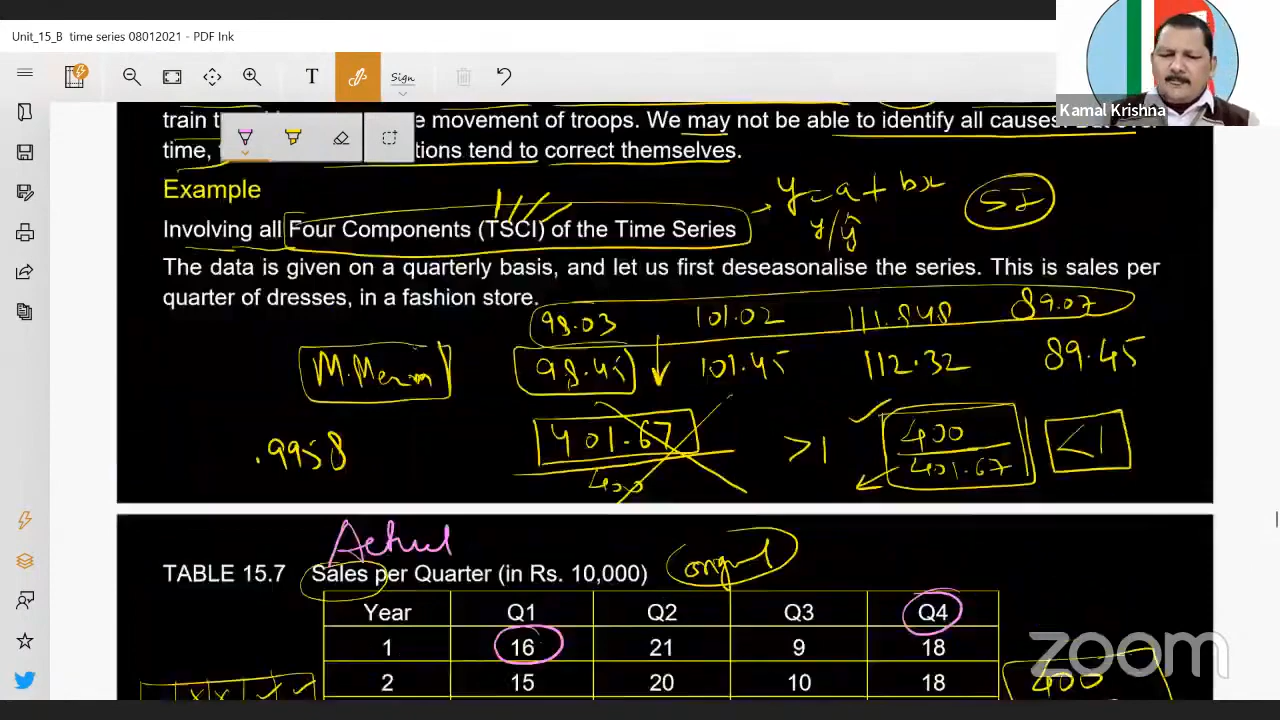 Unit_15_B time series 08012021 - PDF Ink
T
Sign
Kamal Krishna
train movement of troops. We may not be able to identify all causes. But over
time, tions tend to correct themselves.
Example
y = a + bx
SI
Involving all Four Components (TSCI) of the Time Series
y/ŷ
The data is given on a quarterly basis, and let us first deseasonalise the series. This is sales per
quarter of dresses, in a fashion store.
98.03 101.02 111.848 89.07
M.Mean 98.45 101.45 112.32 89.45
.9958 401.67 >1 400 <1
400 401.67
Actual
TABLE 15.7 Sales per Quarter (in Rs. 10,000) original
Year Q1 Q2 Q3 Q4
1 16 21 9 18
2 15 20 10 18
400
zoom